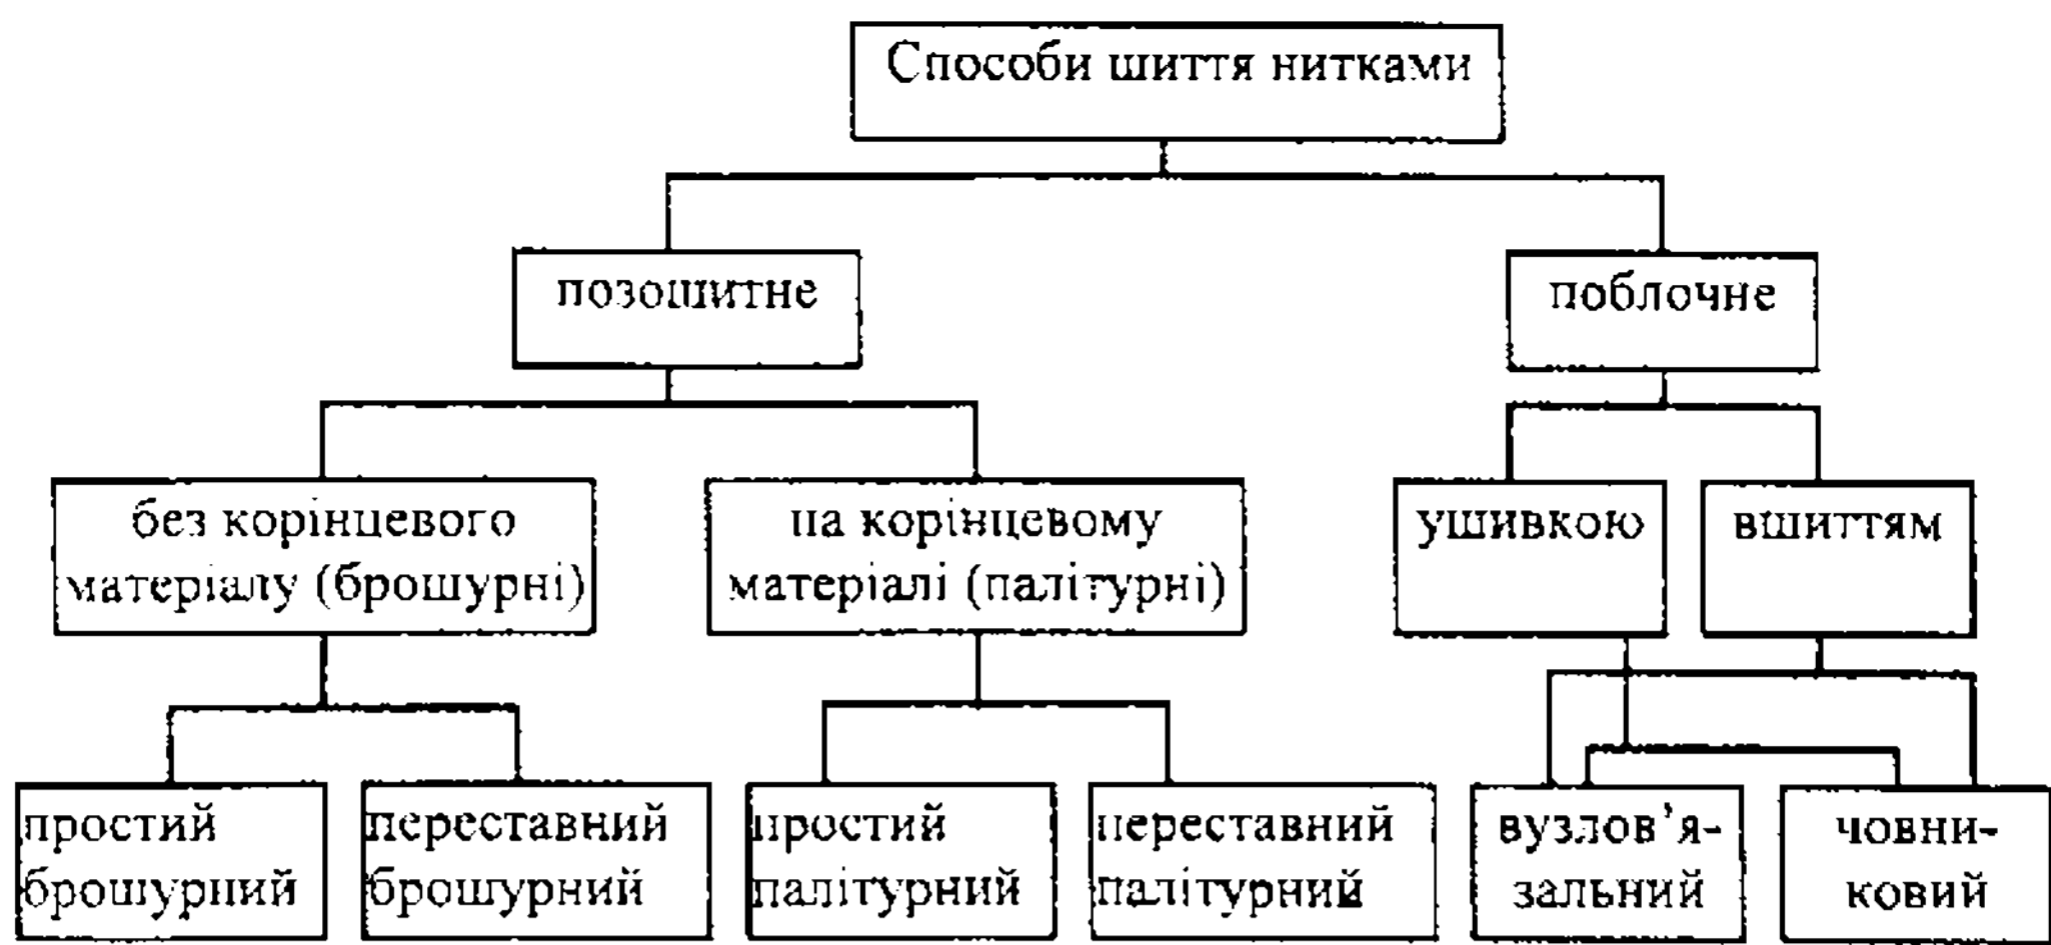 Способи шиття нитками
позошитне
поблочне
без корінцевого
матеріалу (брошурні)
на корінцевому
матеріалі (палітурні)
ушивкою
вшиттям
простий
брошурний
переставний
брошурний
простий
палітурний
переставний
палітурний
вузлов’я-
зальний
човни-
ковий